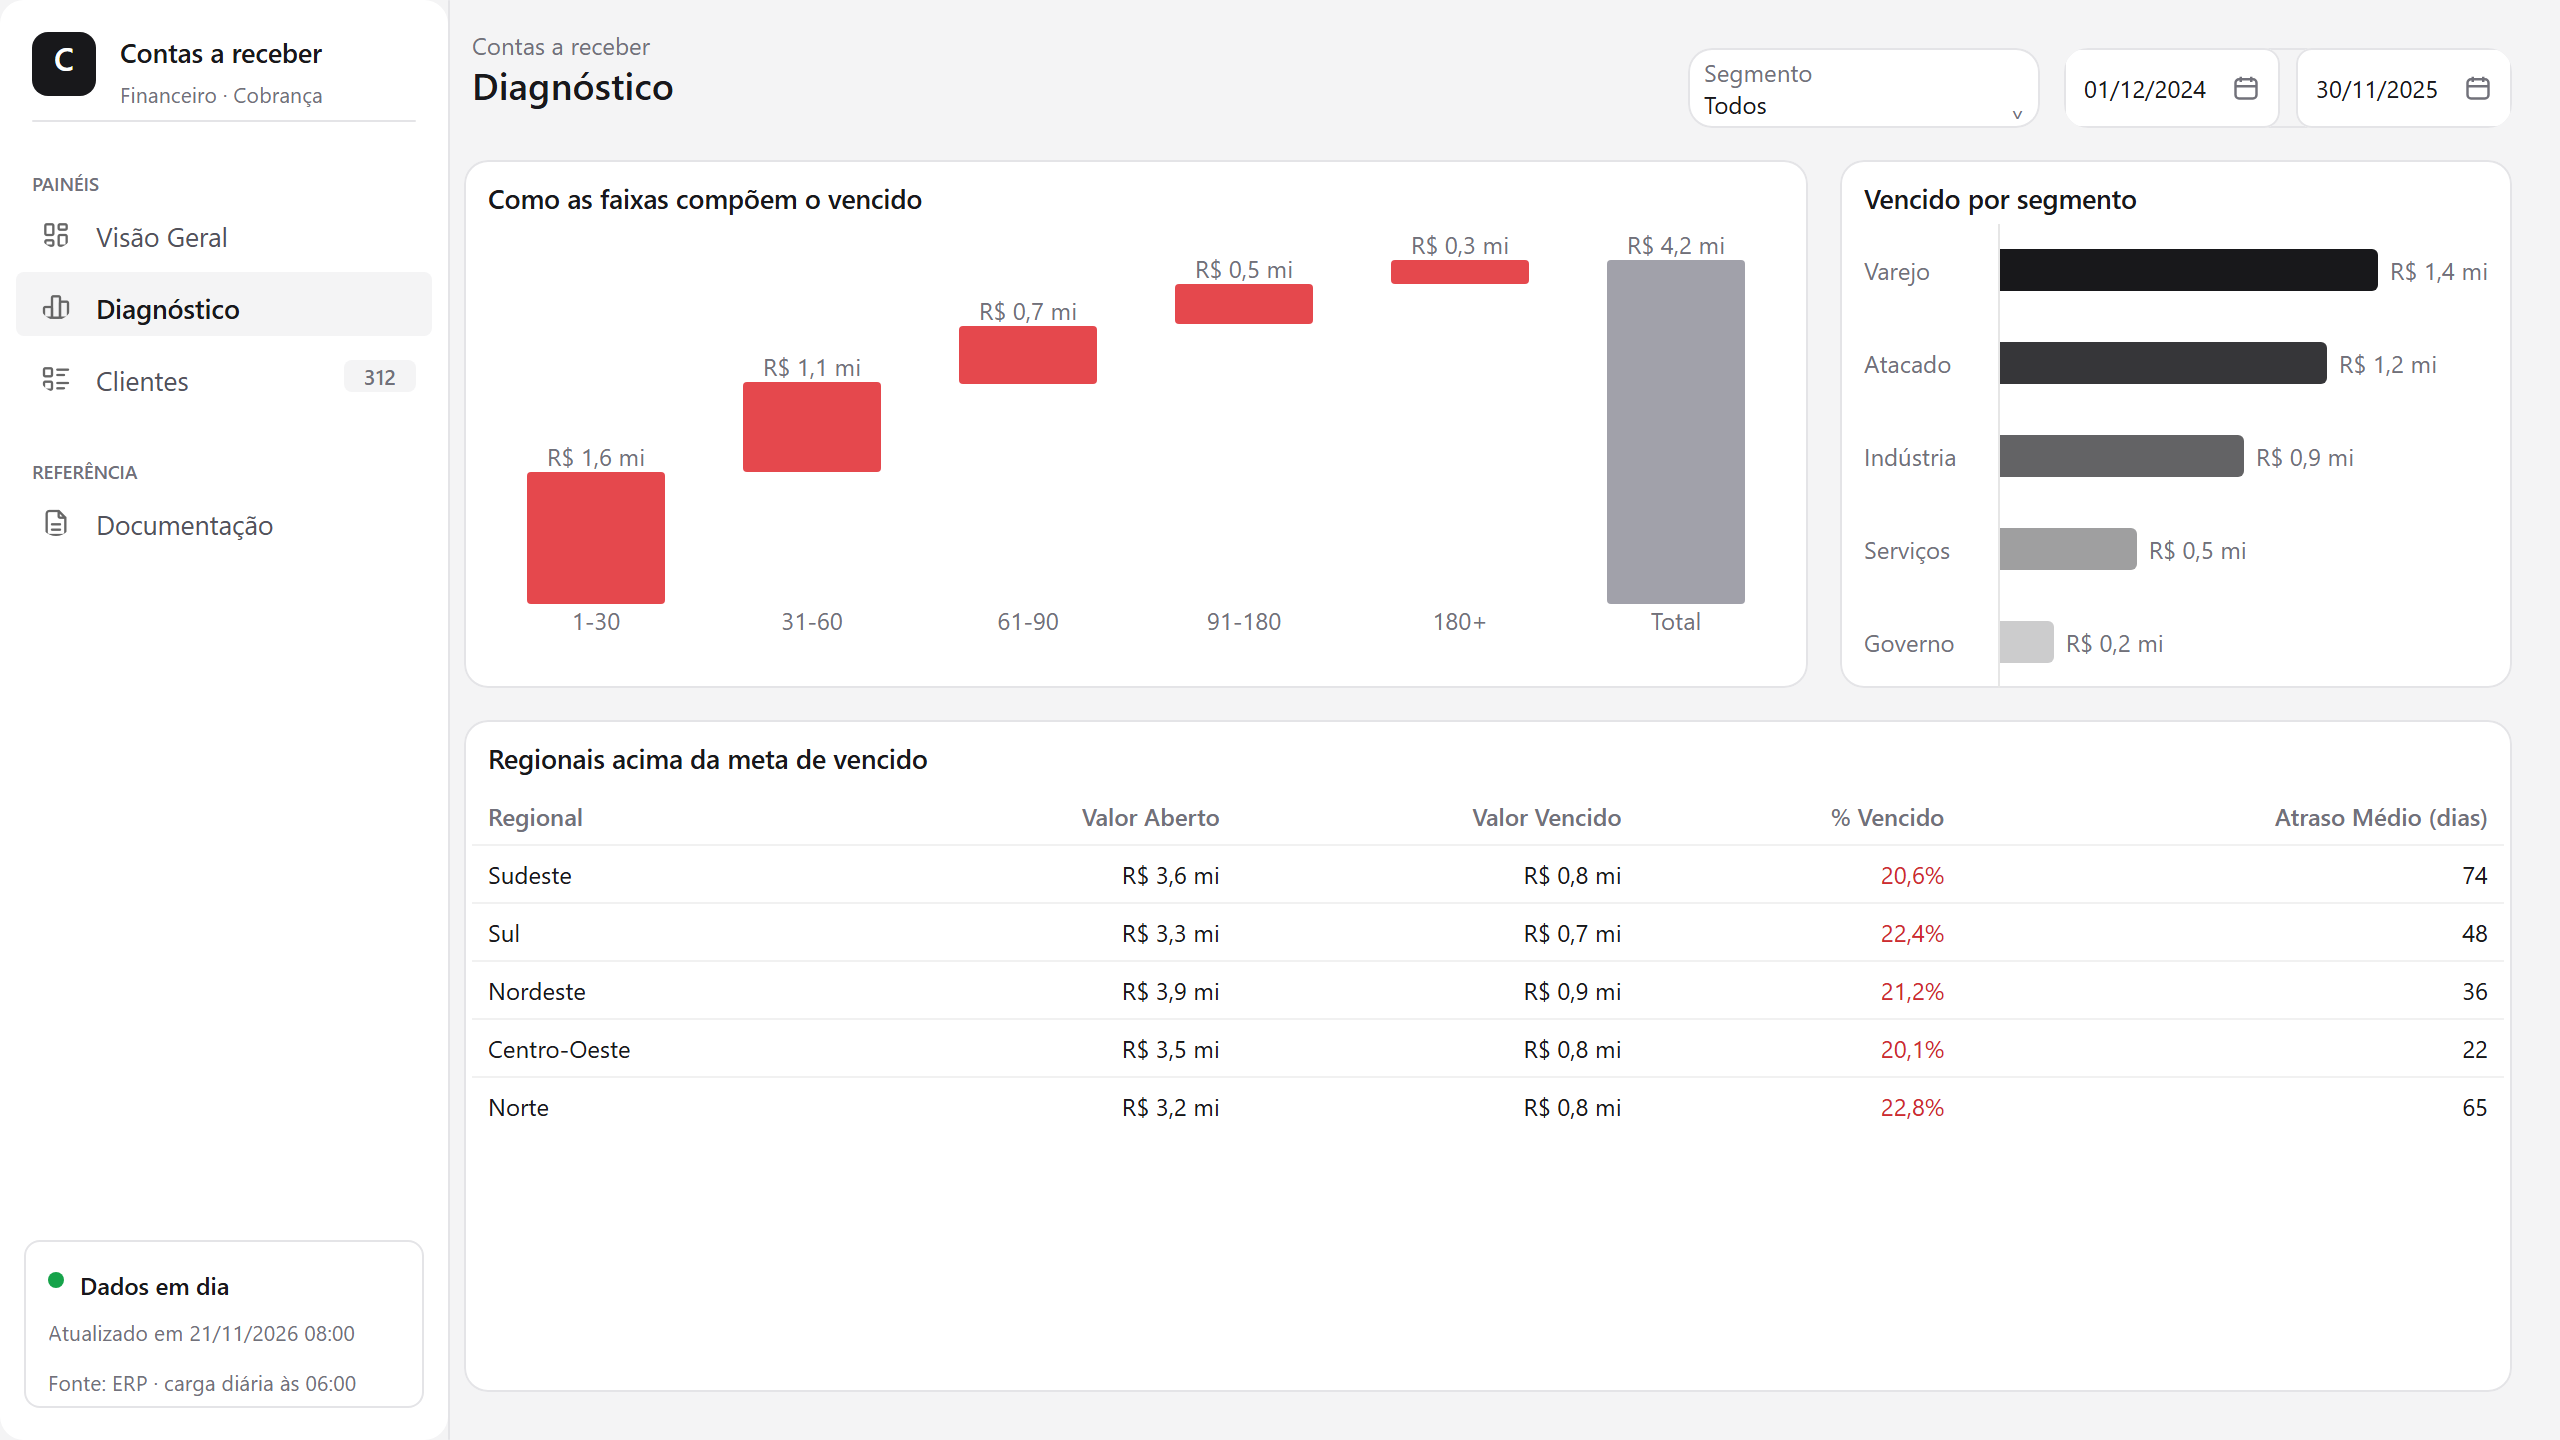 C
Contas a receber
Financeiro · Cobrança
PAINÉIS
Visão Geral
Diagnóstico
Clientes
312
REFERÊNCIA
Documentação
Dados em dia
Atualizado em 21/11/2026 08:00
Fonte: ERP · carga diária às 06:00
Contas a receber
Diagnóstico
Segmento
Todos
01/12/2024
30/11/2025
Como as faixas compõem o vencido
R$ 1,6 mi
R$ 1,1 mi
R$ 0,7 mi
R$ 0,5 mi
R$ 0,3 mi
R$ 4,2 mi
1-30
31-60
61-90
91-180
180+
Total
Vencido por segmento
Varejo R$ 1,4 mi
Atacado R$ 1,2 mi
Indústria R$ 0,9 mi
Serviços R$ 0,5 mi
Governo R$ 0,2 mi
Regionais acima da meta de vencido
Regional Valor Aberto Valor Vencido % Vencido Atraso Médio (dias)
Sudeste R$ 3,6 mi R$ 0,8 mi 20,6% 74
Sul R$ 3,3 mi R$ 0,7 mi 22,4% 48
Nordeste R$ 3,9 mi R$ 0,9 mi 21,2% 36
Centro-Oeste R$ 3,5 mi R$ 0,8 mi 20,1% 22
Norte R$ 3,2 mi R$ 0,8 mi 22,8% 65